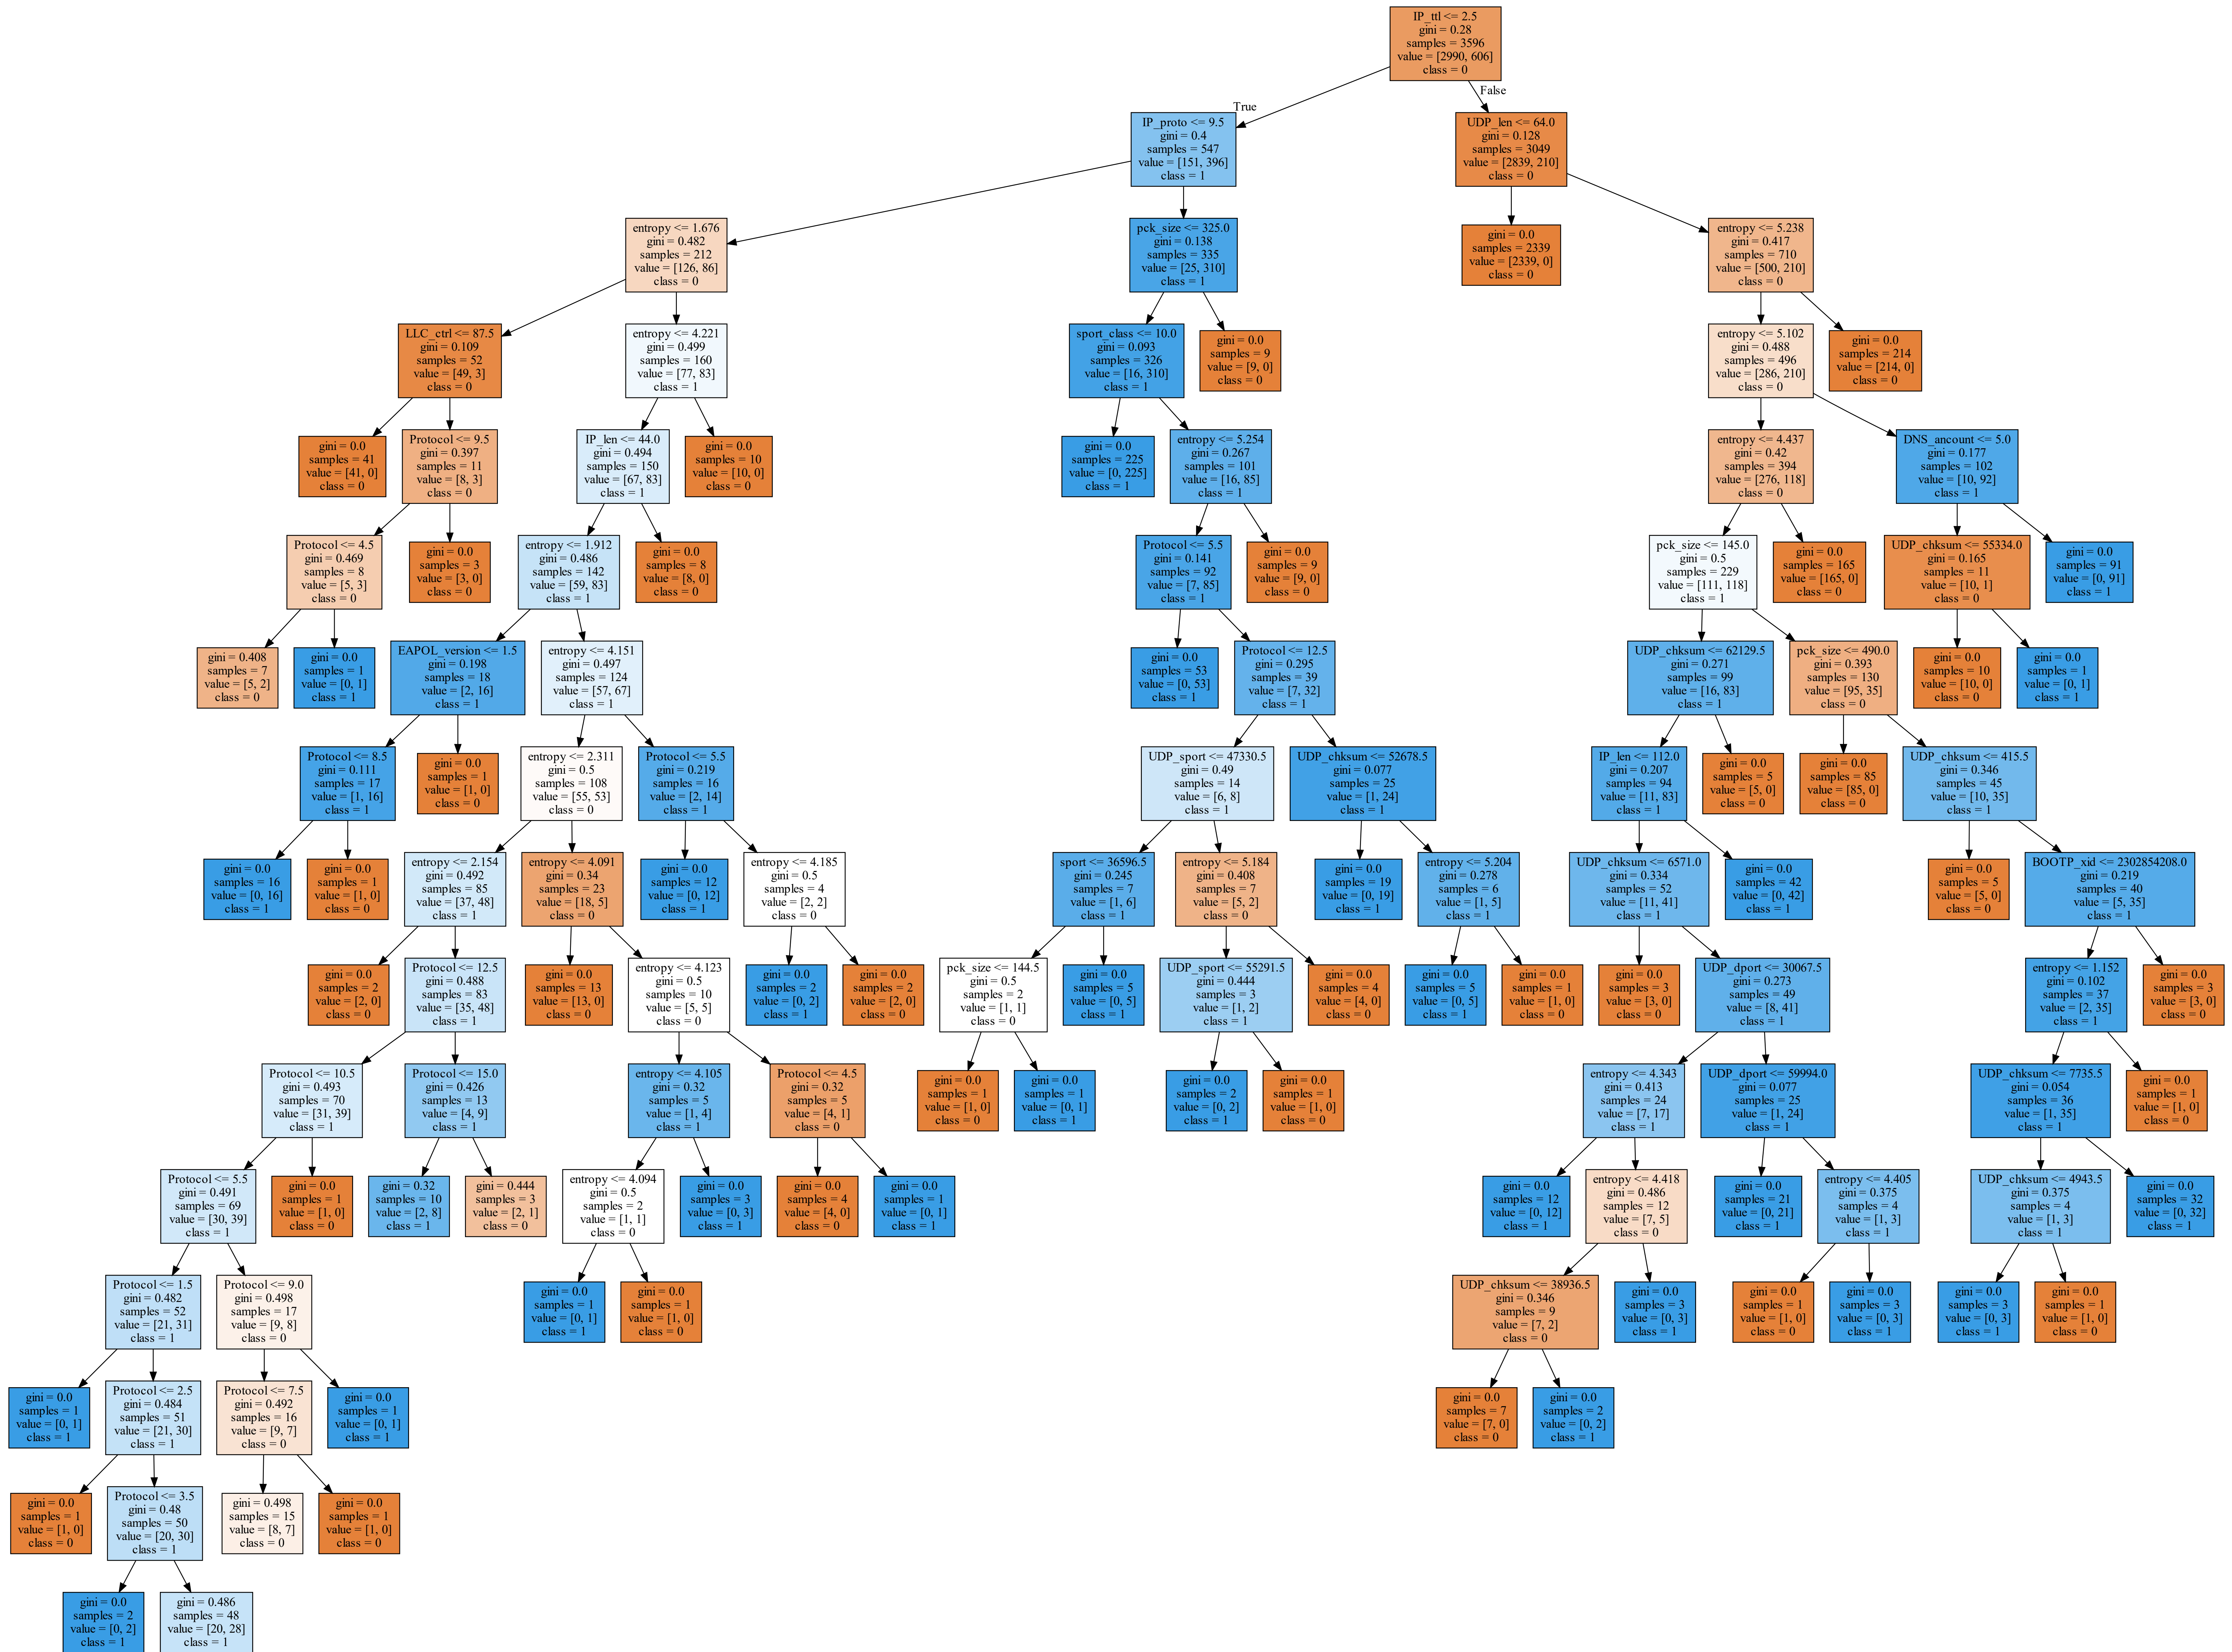 IP_ttl <= 2.5
gini = 0.28
samples = 3596
value = [2990, 606]
class = 0
True
False
IP_proto <= 9.5
gini = 0.4
samples = 547
value = [151, 396]
class = 1
UDP_len <= 64.0
gini = 0.128
samples = 3049
value = [2839, 210]
class = 0
entropy <= 1.676
gini = 0.482
samples = 212
value = [126, 86]
class = 0
pck_size <= 325.0
gini = 0.138
samples = 335
value = [25, 310]
class = 1
gini = 0.0
samples = 2339
value = [2339, 0]
class = 0
entropy <= 5.238
gini = 0.417
samples = 710
value = [500, 210]
class = 0
LLC_ctrl <= 87.5
gini = 0.109
samples = 52
value = [49, 3]
class = 0
entropy <= 4.221
gini = 0.499
samples = 160
value = [77, 83]
class = 1
sport_class <= 10.0
gini = 0.093
samples = 326
value = [16, 310]
class = 1
gini = 0.0
samples = 9
value = [9, 0]
class = 0
entropy <= 5.102
gini = 0.488
samples = 496
value = [286, 210]
class = 0
gini = 0.0
samples = 214
value = [214, 0]
class = 0
gini = 0.0
samples = 41
value = [41, 0]
class = 0
Protocol <= 9.5
gini = 0.397
samples = 11
value = [8, 3]
class = 0
IP_len <= 44.0
gini = 0.494
samples = 150
value = [67, 83]
class = 1
gini = 0.0
samples = 10
value = [10, 0]
class = 0
gini = 0.0
samples = 225
value = [0, 225]
class = 1
entropy <= 5.254
gini = 0.267
samples = 101
value = [16, 85]
class = 1
entropy <= 4.437
gini = 0.42
samples = 394
value = [276, 118]
class = 0
DNS_ancount <= 5.0
gini = 0.177
samples = 102
value = [10, 92]
class = 1
Protocol <= 4.5
gini = 0.469
samples = 8
value = [5, 3]
class = 0
gini = 0.0
samples = 3
value = [3, 0]
class = 0
entropy <= 1.912
gini = 0.486
samples = 142
value = [59, 83]
class = 1
gini = 0.0
samples = 8
value = [8, 0]
class = 0
Protocol <= 5.5
gini = 0.141
samples = 92
value = [7, 85]
class = 1
gini = 0.0
samples = 9
value = [9, 0]
class = 0
pck_size <= 145.0
gini = 0.5
samples = 229
value = [111, 118]
class = 1
gini = 0.0
samples = 165
value = [165, 0]
class = 0
UDP_chksum <= 55334.0
gini = 0.165
samples = 11
value = [10, 1]
class = 0
gini = 0.0
samples = 91
value = [0, 91]
class = 1
gini = 0.408
samples = 7
value = [5, 2]
class = 0
gini = 0.0
samples = 1
value = [0, 1]
class = 1
EAPOL_version <= 1.5
gini = 0.198
samples = 18
value = [2, 16]
class = 1
entropy <= 4.151
gini = 0.497
samples = 124
value = [57, 67]
class = 1
gini = 0.0
samples = 53
value = [0, 53]
class = 1
Protocol <= 12.5
gini = 0.295
samples = 39
value = [7, 32]
class = 1
UDP_chksum <= 62129.5
gini = 0.271
samples = 99
value = [16, 83]
class = 1
pck_size <= 490.0
gini = 0.393
samples = 130
value = [95, 35]
class = 0
gini = 0.0
samples = 10
value = [10, 0]
class = 0
gini = 0.0
samples = 1
value = [0, 1]
class = 1
Protocol <= 8.5
gini = 0.111
samples = 17
value = [1, 16]
class = 1
gini = 0.0
samples = 1
value = [1, 0]
class = 0
entropy <= 2.311
gini = 0.5
samples = 108
value = [55, 53]
class = 0
Protocol <= 5.5
gini = 0.219
samples = 16
value = [2, 14]
class = 1
UDP_sport <= 47330.5
gini = 0.49
samples = 14
value = [6, 8]
class = 1
UDP_chksum <= 52678.5
gini = 0.077
samples = 25
value = [1, 24]
class = 1
IP_len <= 112.0
gini = 0.207
samples = 94
value = [11, 83]
class = 1
gini = 0.0
samples = 5
value = [5, 0]
class = 0
gini = 0.0
samples = 85
value = [85, 0]
class = 0
UDP_chksum <= 415.5
gini = 0.346
samples = 45
value = [10, 35]
class = 1
gini = 0.0
samples = 16
value = [0, 16]
class = 1
gini = 0.0
samples = 1
value = [1, 0]
class = 0
entropy <= 2.154
gini = 0.492
samples = 85
value = [37, 48]
class = 1
entropy <= 4.091
gini = 0.34
samples = 23
value = [18, 5]
class = 0
gini = 0.0
samples = 12
value = [0, 12]
class = 1
entropy <= 4.185
gini = 0.5
samples = 4
value = [2, 2]
class = 0
sport <= 36596.5
gini = 0.245
samples = 7
value = [1, 6]
class = 1
entropy <= 5.184
gini = 0.408
samples = 7
value = [5, 2]
class = 0
gini = 0.0
samples = 19
value = [0, 19]
class = 1
entropy <= 5.204
gini = 0.278
samples = 6
value = [1, 5]
class = 1
UDP_chksum <= 6571.0
gini = 0.334
samples = 52
value = [11, 41]
class = 1
gini = 0.0
samples = 42
value = [0, 42]
class = 1
gini = 0.0
samples = 5
value = [5, 0]
class = 0
BOOTP_xid <= 2302854208.0
gini = 0.219
samples = 40
value = [5, 35]
class = 1
gini = 0.0
samples = 2
value = [2, 0]
class = 0
Protocol <= 12.5
gini = 0.488
samples = 83
value = [35, 48]
class = 1
gini = 0.0
samples = 13
value = [13, 0]
class = 0
entropy <= 4.123
gini = 0.5
samples = 10
value = [5, 5]
class = 0
gini = 0.0
samples = 2
value = [0, 2]
class = 1
gini = 0.0
samples = 2
value = [2, 0]
class = 0
pck_size <= 144.5
gini = 0.5
samples = 2
value = [1, 1]
class = 0
gini = 0.0
samples = 5
value = [0, 5]
class = 1
UDP_sport <= 55291.5
gini = 0.444
samples = 3
value = [1, 2]
class = 1
gini = 0.0
samples = 4
value = [4, 0]
class = 0
gini = 0.0
samples = 5
value = [0, 5]
class = 1
gini = 0.0
samples = 1
value = [1, 0]
class = 0
gini = 0.0
samples = 3
value = [3, 0]
class = 0
UDP_dport <= 30067.5
gini = 0.273
samples = 49
value = [8, 41]
class = 1
entropy <= 1.152
gini = 0.102
samples = 37
value = [2, 35]
class = 1
gini = 0.0
samples = 3
value = [3, 0]
class = 0
Protocol <= 10.5
gini = 0.493
samples = 70
value = [31, 39]
class = 1
Protocol <= 15.0
gini = 0.426
samples = 13
value = [4, 9]
class = 1
entropy <= 4.105
gini = 0.32
samples = 5
value = [1, 4]
class = 1
Protocol <= 4.5
gini = 0.32
samples = 5
value = [4, 1]
class = 0
gini = 0.0
samples = 1
value = [1, 0]
class = 0
gini = 0.0
samples = 1
value = [0, 1]
class = 1
gini = 0.0
samples = 2
value = [0, 2]
class = 1
gini = 0.0
samples = 1
value = [1, 0]
class = 0
entropy <= 4.343
gini = 0.413
samples = 24
value = [7, 17]
class = 1
UDP_dport <= 59994.0
gini = 0.077
samples = 25
value = [1, 24]
class = 1
UDP_chksum <= 7735.5
gini = 0.054
samples = 36
value = [1, 35]
class = 1
gini = 0.0
samples = 1
value = [1, 0]
class = 0
Protocol <= 5.5
gini = 0.491
samples = 69
value = [30, 39]
class = 1
gini = 0.0
samples = 1
value = [1, 0]
class = 0
gini = 0.32
samples = 10
value = [2, 8]
class = 1
gini = 0.444
samples = 3
value = [2, 1]
class = 0
entropy <= 4.094
gini = 0.5
samples = 2
value = [1, 1]
class = 0
gini = 0.0
samples = 3
value = [0, 3]
class = 1
gini = 0.0
samples = 4
value = [4, 0]
class = 0
gini = 0.0
samples = 1
value = [0, 1]
class = 1
gini = 0.0
samples = 12
value = [0, 12]
class = 1
entropy <= 4.418
gini = 0.486
samples = 12
value = [7, 5]
class = 0
gini = 0.0
samples = 21
value = [0, 21]
class = 1
entropy <= 4.405
gini = 0.375
samples = 4
value = [1, 3]
class = 1
UDP_chksum <= 4943.5
gini = 0.375
samples = 4
value = [1, 3]
class = 1
gini = 0.0
samples = 32
value = [0, 32]
class = 1
Protocol <= 1.5
gini = 0.482
samples = 52
value = [21, 31]
class = 1
Protocol <= 9.0
gini = 0.498
samples = 17
value = [9, 8]
class = 0
gini = 0.0
samples = 1
value = [0, 1]
class = 1
gini = 0.0
samples = 1
value = [1, 0]
class = 0
UDP_chksum <= 38936.5
gini = 0.346
samples = 9
value = [7, 2]
class = 0
gini = 0.0
samples = 3
value = [0, 3]
class = 1
gini = 0.0
samples = 1
value = [1, 0]
class = 0
gini = 0.0
samples = 3
value = [0, 3]
class = 1
gini = 0.0
samples = 3
value = [0, 3]
class = 1
gini = 0.0
samples = 1
value = [1, 0]
class = 0
gini = 0.0
samples = 1
value = [0, 1]
class = 1
Protocol <= 2.5
gini = 0.484
samples = 51
value = [21, 30]
class = 1
Protocol <= 7.5
gini = 0.492
samples = 16
value = [9, 7]
class = 0
gini = 0.0
samples = 1
value = [0, 1]
class = 1
gini = 0.0
samples = 7
value = [7, 0]
class = 0
gini = 0.0
samples = 2
value = [0, 2]
class = 1
gini = 0.0
samples = 1
value = [1, 0]
class = 0
Protocol <= 3.5
gini = 0.48
samples = 50
value = [20, 30]
class = 1
gini = 0.498
samples = 15
value = [8, 7]
class = 0
gini = 0.0
samples = 1
value = [1, 0]
class = 0
gini = 0.0
samples = 2
value = [0, 2]
class = 1
gini = 0.486
samples = 48
value = [20, 28]
class = 1